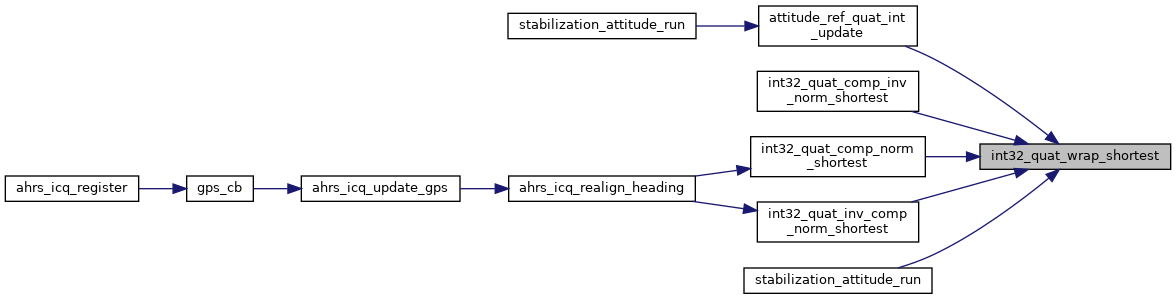 stabilization_attitude_run
attitude_ref_quat_int
_update
int32_quat_comp_inv
_norm_shortest
int32_quat_comp_norm
_shortest
int32_quat_wrap_shortest
ahrs_icq_register
gps_cb
ahrs_icq_update_gps
ahrs_icq_realign_heading
int32_quat_inv_comp
_norm_shortest
stabilization_attitude_run